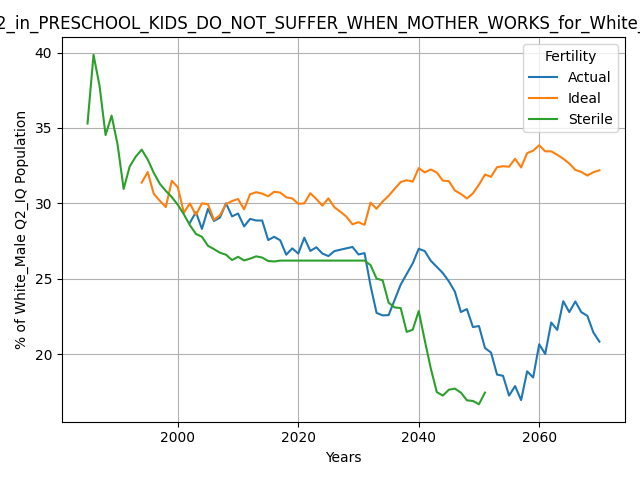 2_in_PRESCHOOL_KIDS_DO_NOT_SUFFER_WHEN_MOTHER_WORKS_for_White_
Fertility
Actual
Ideal
Sterile
% of White_Male Q2_IQ Population
40
35
30
25
20
2000
2020
2040
2060
Years